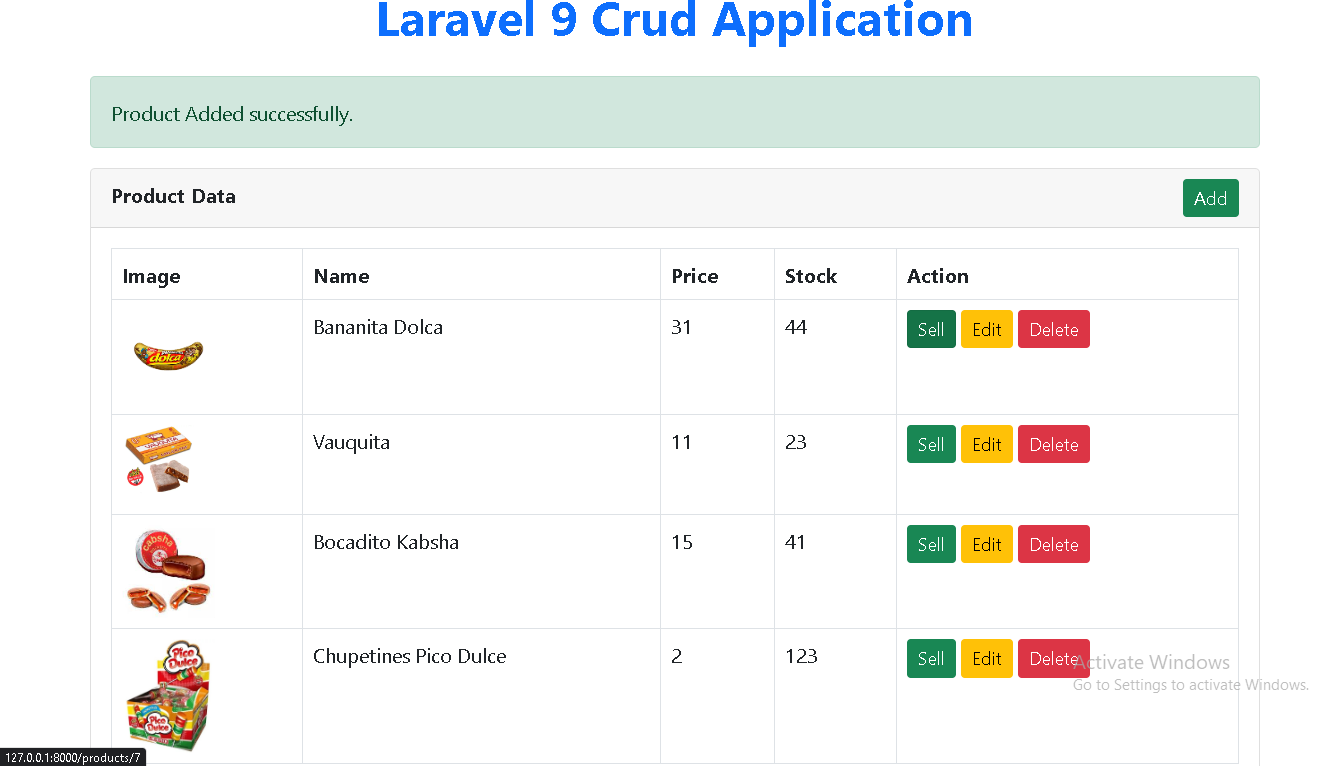 Laravel 9 Crud Application
Product Added successfully.
Product Data
Add
Image Name Price Stock Action
dolca
Bananita Dolca 31 44 Sell Edit Delete
Vauquita 11 23 Sell Edit Delete
cabsha
Bocadito Kabsha 15 41 Sell Edit Delete
Pico
Dulce
Chupetines Pico Dulce 2 123 Sell Edit Delete
Pico
Dulce
Activate Windows
Go to Settings to activate Windows.
127.0.0.1:8000/products/7